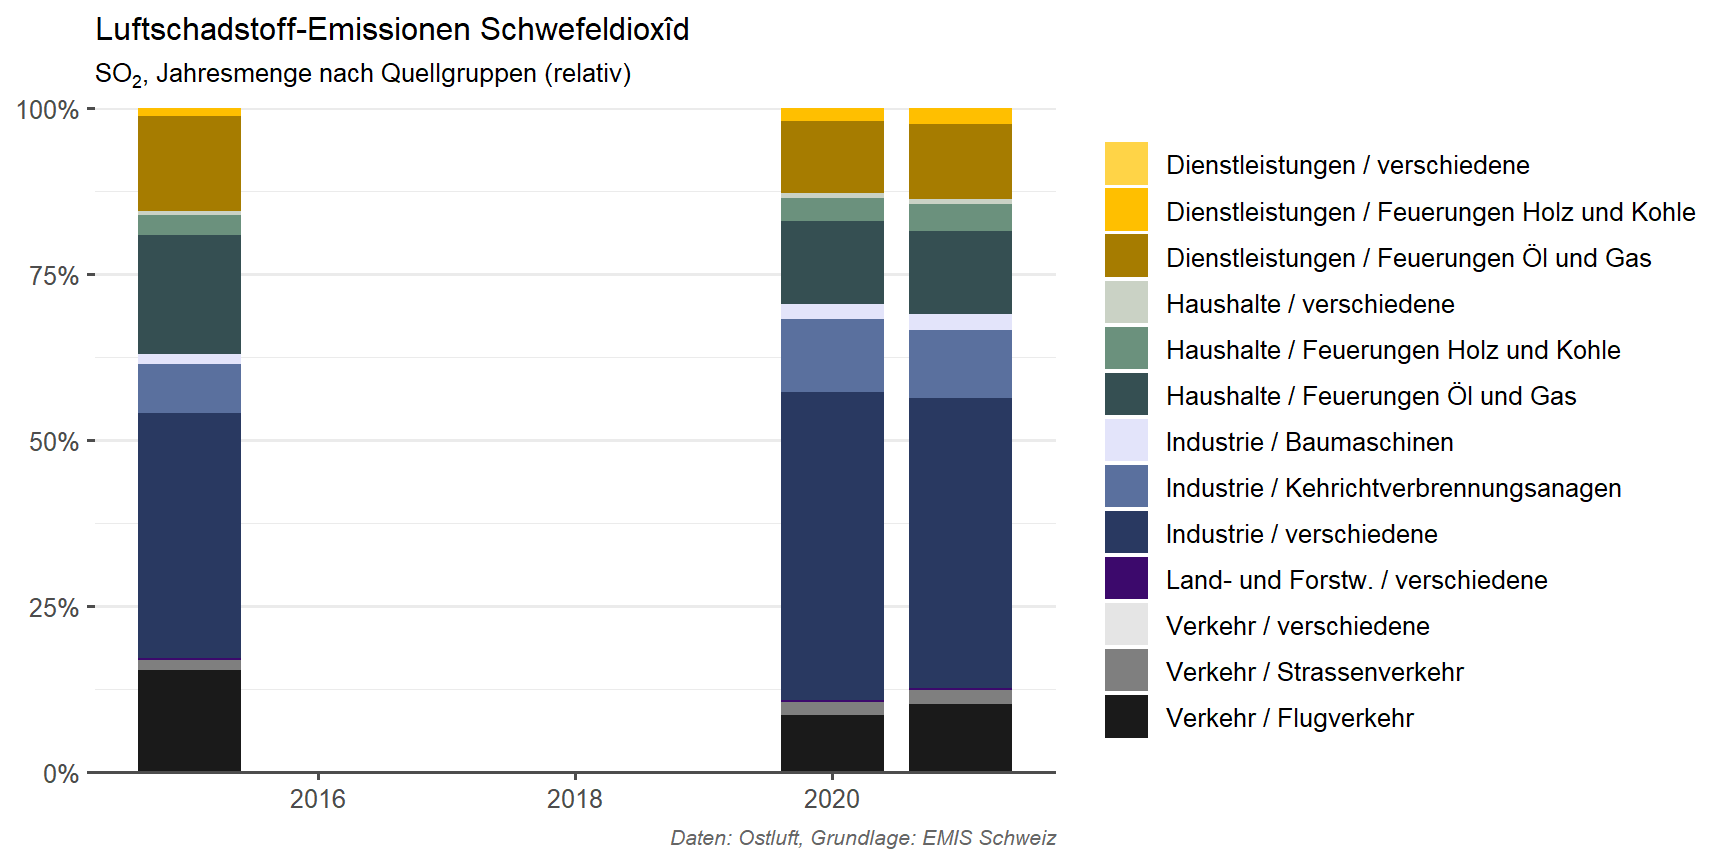 Luftschadstoff-Emissionen Schwefeldioxîd
SO₂, Jahresmenge nach Quellgruppen (relativ)
100%
75%
50%
25%
0%
2016
2018
2020
Dienstleistungen / verschiedene
Dienstleistungen / Feuerungen Holz und Kohle
Dienstleistungen / Feuerungen Öl und Gas
Haushalte / verschiedene
Haushalte / Feuerungen Holz und Kohle
Haushalte / Feuerungen Öl und Gas
Industrie / Baumaschinen
Industrie / Kehrichtverbrennungsanagen
Industrie / verschiedene
Land- und Forstw. / verschiedene
Verkehr / verschiedene
Verkehr / Strassenverkehr
Verkehr / Flugverkehr
Daten: Ostluft, Grundlage: EMIS Schweiz